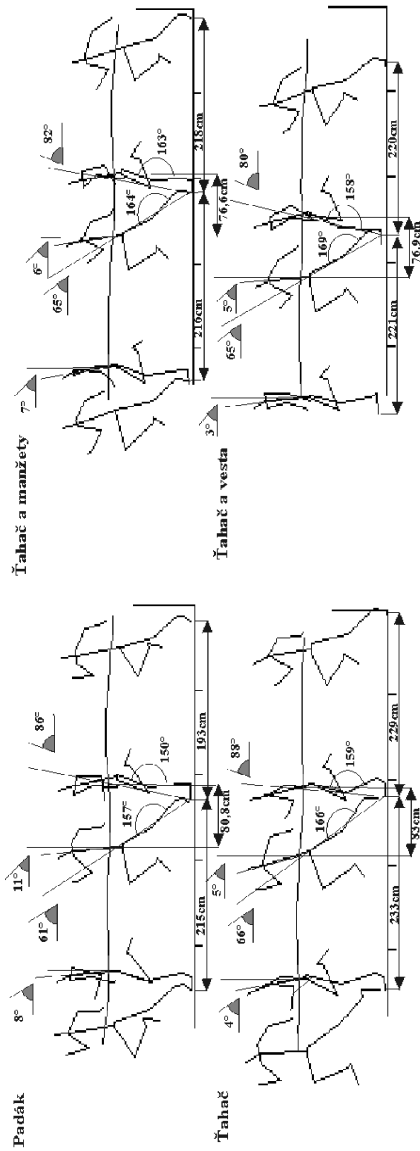 Padák
8°
11°
61°
86°
157°
150°
80,8cm
215cm
193cm
Ťahač a manžety
7°
6°
65°
82°
164°
163°
76,6cm
216cm
218cm
Ťahač
4°
5°
66°
88°
166°
159°
83cm
233cm
229cm
Ťahač a vesta
3°
5°
65°
80°
169°
158°
76,9cm
221cm
220cm